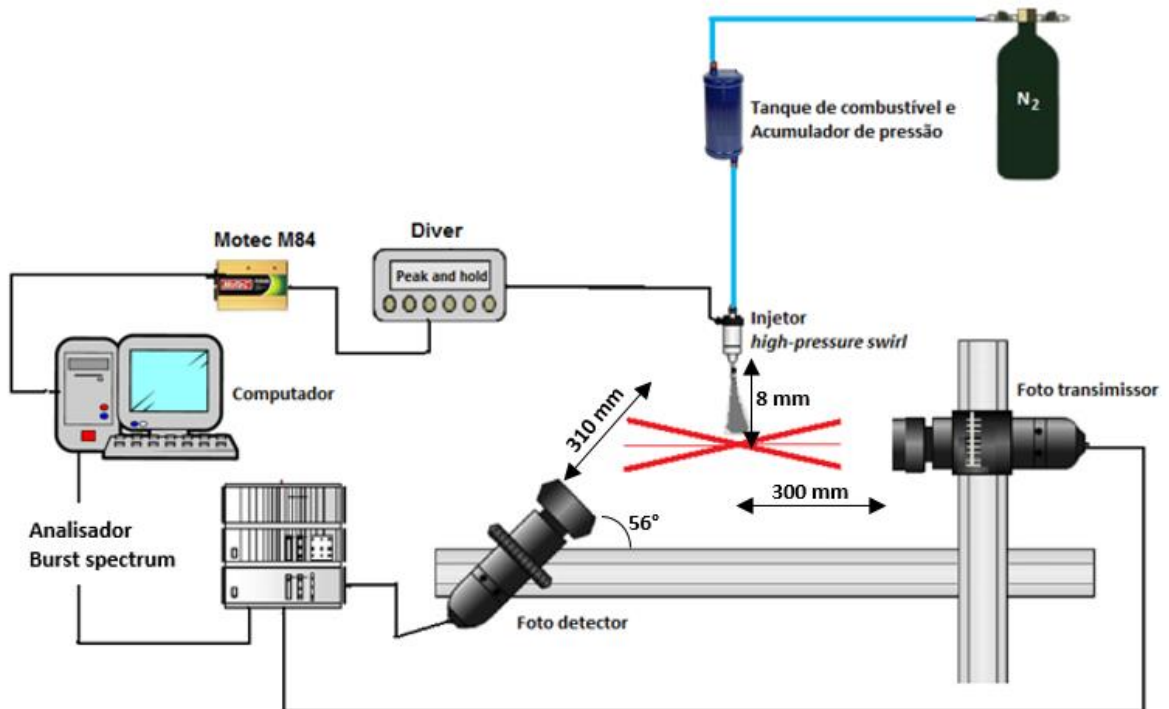 N₂
Tanque de combustível e
Acumulador de pressão
Diver
Motec M84
Peak and hold
Injetor
high-pressure swirl
Foto transimissor
8 mm
Computador
310 mm
300 mm
Analisador
Burst spectrum
56°
Foto detector